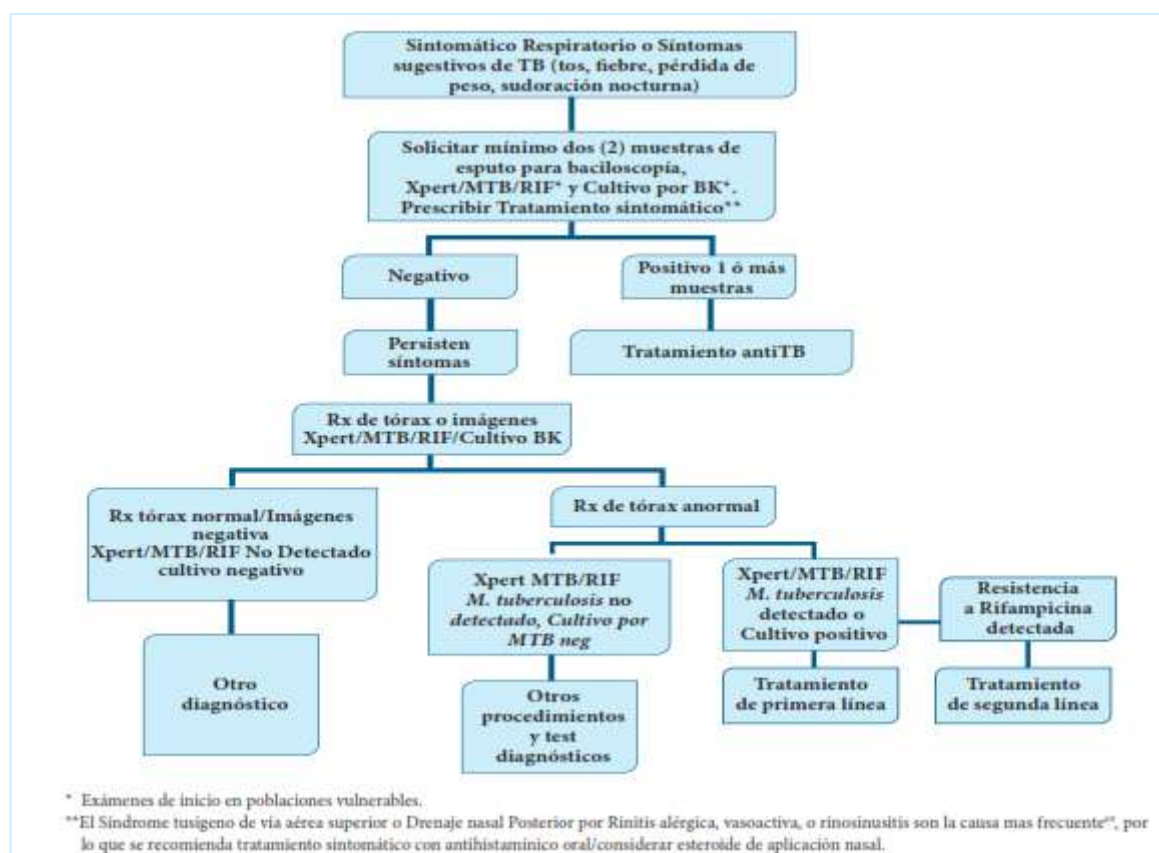 Sintomático Respiratorio o Síntomas
sugestivos de TB (tos, fiebre, pérdida de
peso, sudoración nocturna)
Solicitar mínimo dos (2) muestras de
esputo para baciloscopía,
Xpert/MTB/RIF* y Cultivo por BK*.
Prescribir Tratamiento sintomático**
Negativo
Positivo 1 ó más
muestras
Persisten
síntomas
Tratamiento antiTB
Rx de tórax o imágenes
Xpert/MTB/RIF/Cultivo BK
Rx tórax normal/Imágenes
negativa
Xpert/MTB/RIF No Detectado
cultivo negativo
Rx de tórax anormal
Xpert MTB/RIF
M. tuberculosis no
detectado, Cultivo por
MTB neg
Xpert/MTB/RIF
M. tuberculosis
detectado o
Cultivo positivo
Resistencia
a Rifampicina
detectada
Otro
diagnóstico
Otros
procedimientos
y test
diagnósticos
Tratamiento
de primera línea
Tratamiento
de segunda línea
* Exámenes de inicio en poblaciones vulnerables.
**El Síndrome tusígeno de vía aérea superior o Drenaje nasal Posterior por Rinitis alérgica, vasoactiva, o rinosinusitis son la causa mas frecuente, por
lo que se recomienda tratamiento sintomático con antihistamínico oral/considerar esteroide de aplicación nasal.